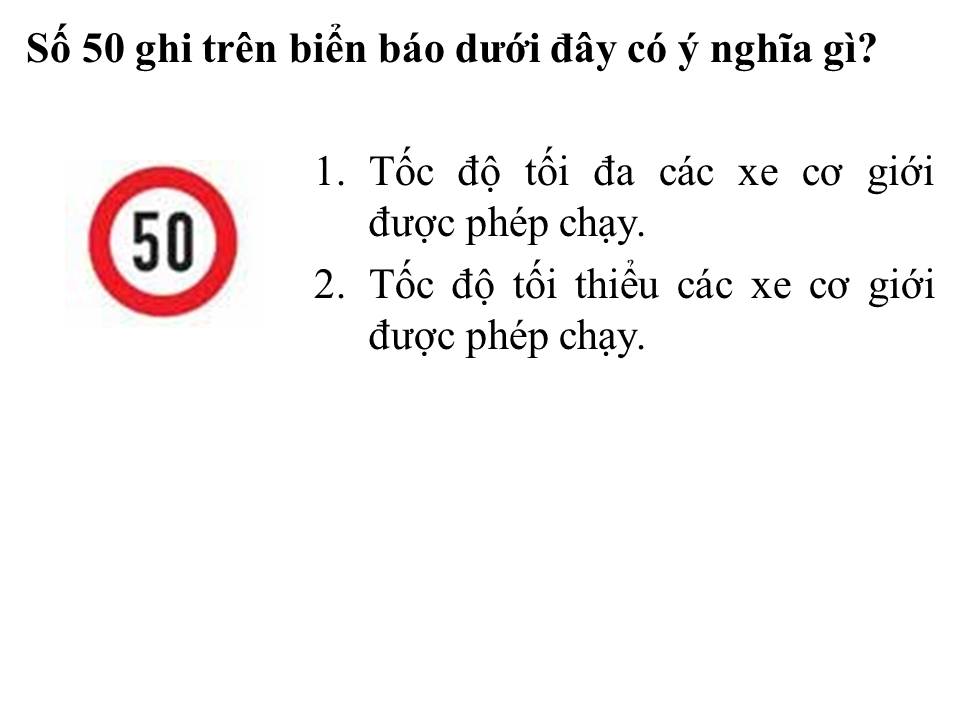 Số 50 ghi trên biển báo dưới đây có ý nghĩa gì?
50
1. Tốc độ tối đa các xe cơ giới
được phép chạy.
2. Tốc độ tối thiểu các xe cơ giới
được phép chạy.